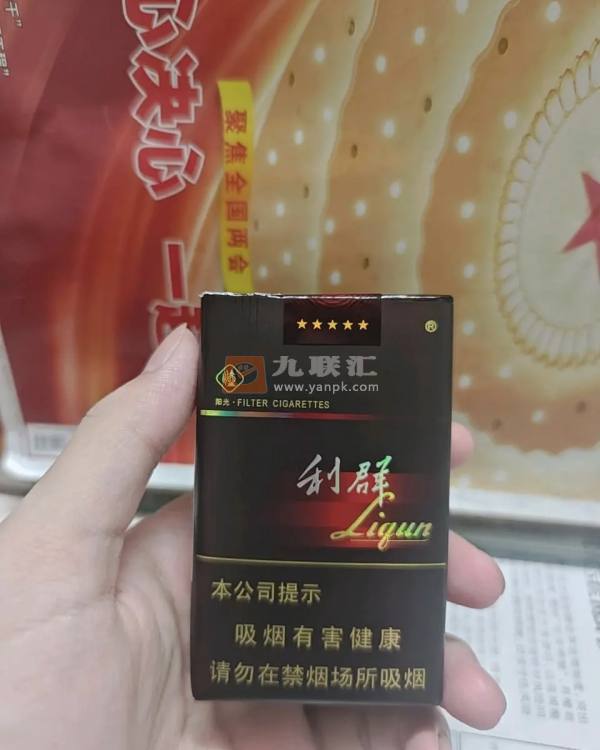 心决心
聚焦全国两会
一
★★★★★
®
九联汇
www.yanpk.com
阳光·FILTER CIGARETTES
利群
Liqun
本公司提示
吸烟有害健康
请勿在禁烟场所吸烟